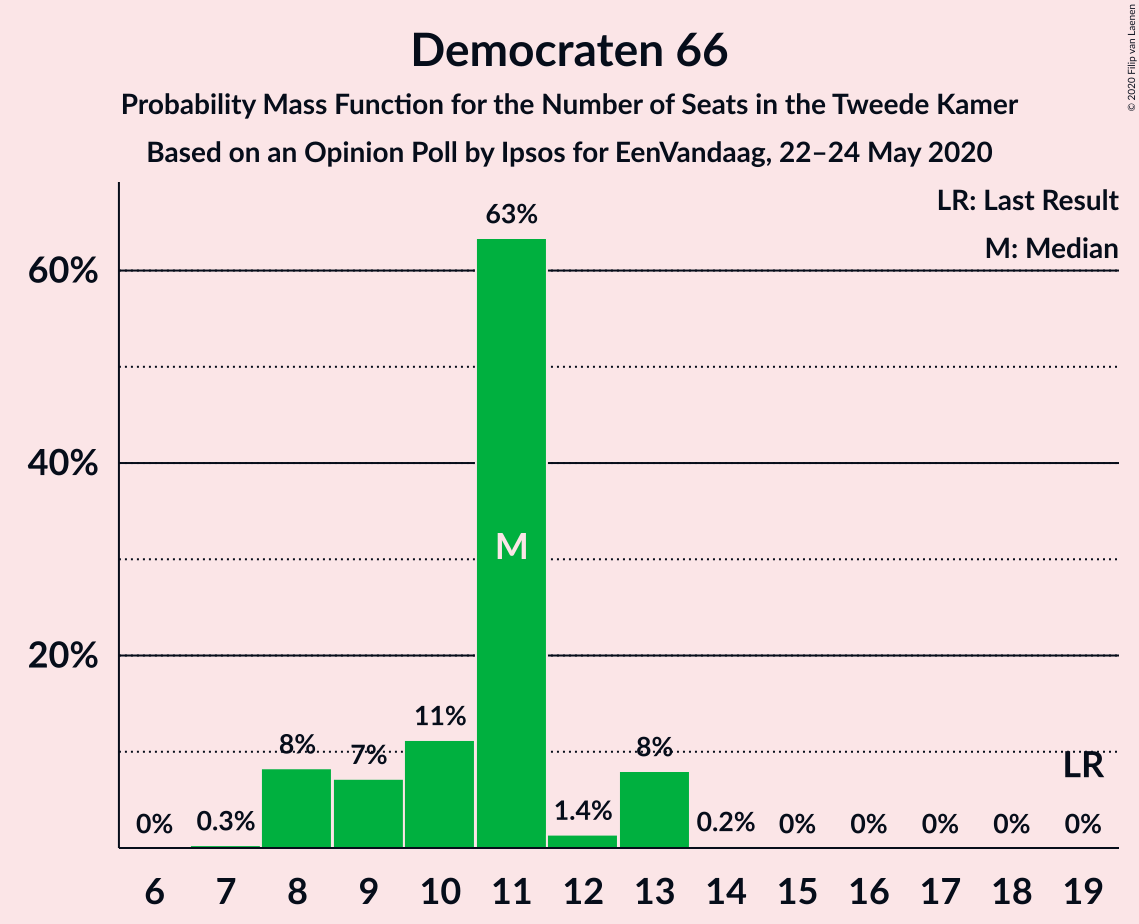 Democraten 66
Probability Mass Function for the Number of Seats in the Tweede Kamer
Based on an Opinion Poll by Ipsos for EenVandaag, 22–24 May 2020
© 2020 Filip van Laenen
LR: Last Result
M: Median
60%
40%
20%
0%
0.3%
8%
7%
11%
63%
M
1.4%
8%
0.2%
0%
0%
0%
0%
LR
0%
6 7 8 9 10 11 12 13 14 15 16 17 18 19